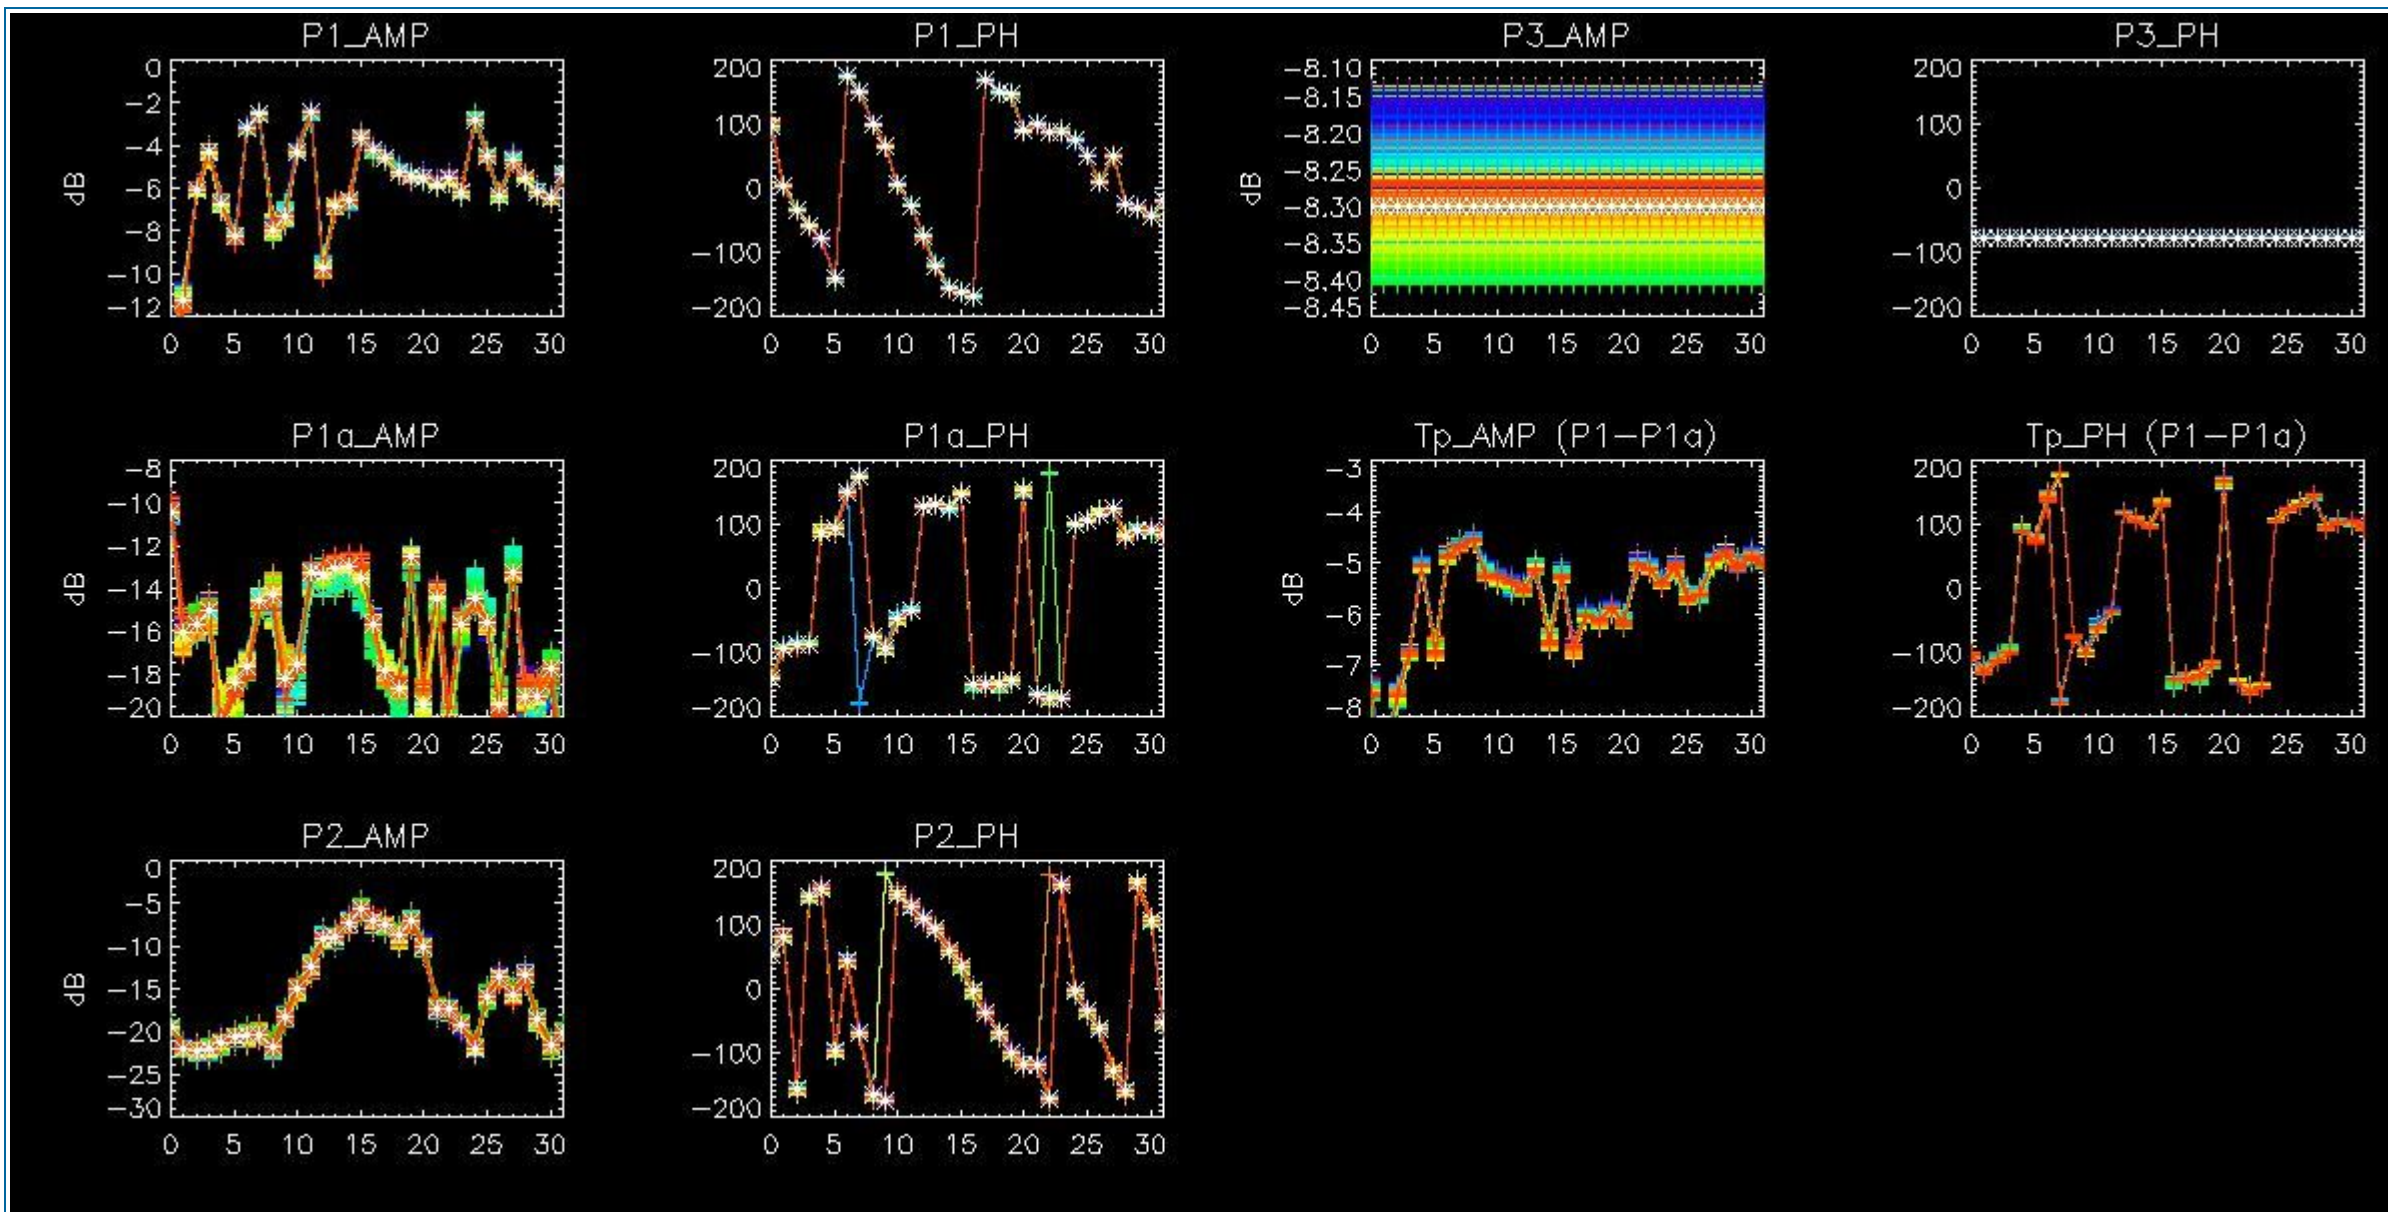 P1_AMP P1_PH P3_AMP P3_PH
0 200 -8.10 200
-2 100 -8.15 100
-4 0 -8.20 0
-6 -100 -8.25 -100
-8 -200 -8.30 -200
-10 -8.35
-12 -8.40
-8.45
dB dB
0 5 10 15 20 25 30 0 5 10 15 20 25 30 0 5 10 15 20 25 30 0 5 10 15 20 25 30
P1a_AMP P1a_PH Tp_AMP (P1-P1a) Tp_PH (P1-P1a)
-8 200 -3 200
-10 100 -4 100
-12 0 -5 0
-14 -100 -6 -100
-16 -200 -7 -200
-18 -8
-20
dB dB
0 5 10 15 20 25 30 0 5 10 15 20 25 30 0 5 10 15 20 25 30 0 5 10 15 20 25 30
P2_AMP P2_PH
0 200
-5 100
-10 0
-15 -100
-20 -200
-25
-30
dB
0 5 10 15 20 25 30 0 5 10 15 20 25 30